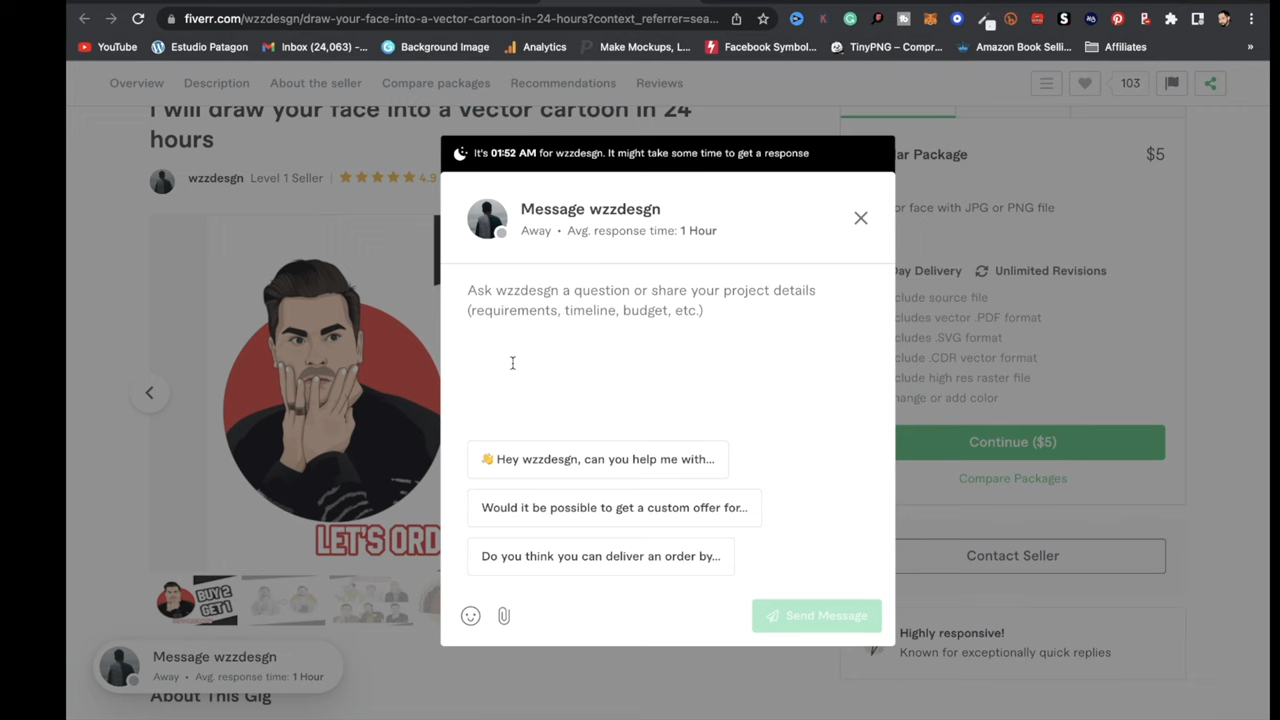 fiverr.com/wzzdesgn/draw-your-face-into-a-vector-cartoon-in-24-hours?context_referrer=sea...
YouTube Estudio Patagon Inbox (24,063) -... Background Image Analytics Make Mockups, L... Facebook Symbol... TinyPNG – Compr... Amazon Book Selli... Affiliates »
Overview Description About the seller Compare packages Recommendations Reviews 103
I will draw your face into a vector cartoon in 24
hours
wzzdesgn Level 1 Seller 4.9
It's 01:52 AM for wzzdesgn. It might take some time to get a response
Message wzzdesgn
Away • Avg. response time: 1 Hour
Ask wzzdesgn a question or share your project details
(requirements, timeline, budget, etc.)
👋 Hey wzzdesgn, can you help me with...
Would it be possible to get a custom offer for...
Do you think you can deliver an order by...
Send Message
LET'S ORD
BUY 2
GET 1
Message wzzdesgn
Away • Avg. response time: 1 Hour
About This Gig
ar Package $5
or face with JPG or PNG file
Day Delivery Unlimited Revisions
clude source file
cludes vector .PDF format
.SVG format
clude .CDR vector format
clude high res raster file
hange or add color
Continue ($5)
Compare Packages
Contact Seller
Highly responsive!
Known for exceptionally quick replies